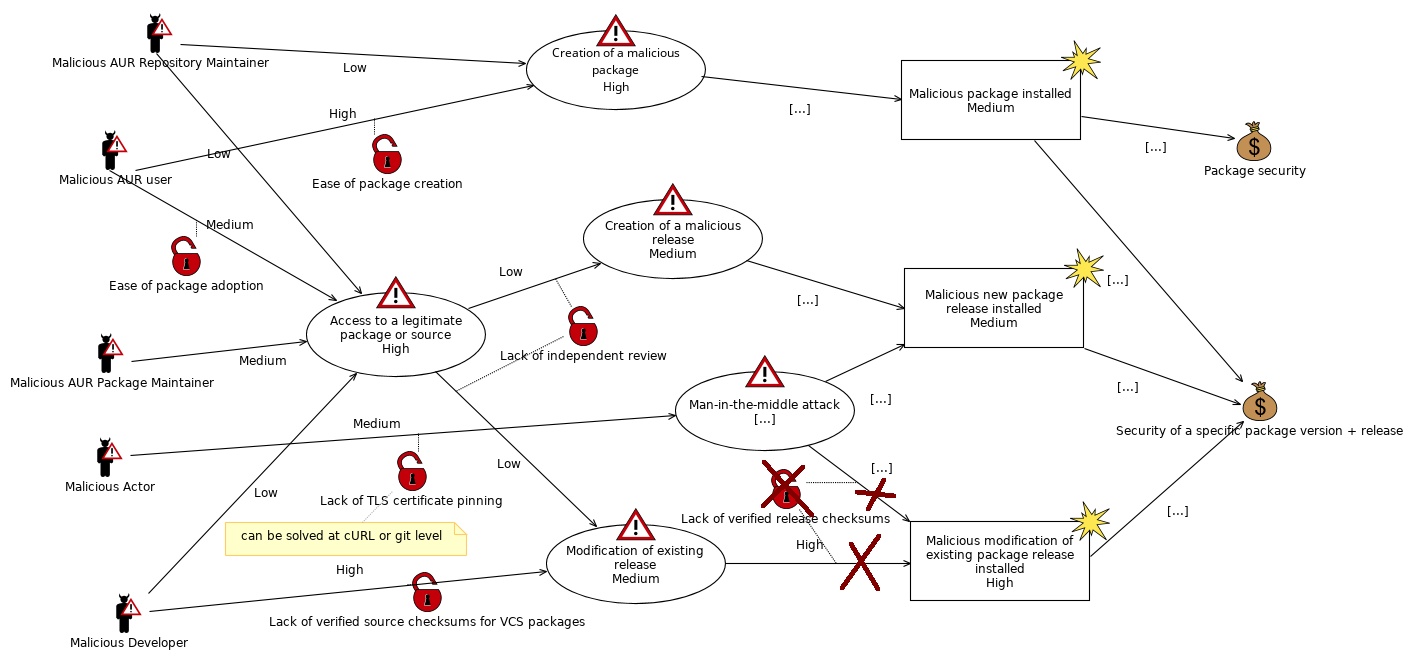 Malicious AUR Repository Maintainer
Low
Creation of a malicious
package
High
[...]
Malicious package installed
Medium
[...]
Package security
Malicious AUR user
High
Low
Ease of package creation
Medium
Ease of package adoption
Creation of a malicious
release
Medium
[...]
Malicious new package
release installed
Medium
[...]
[...]
Low
Access to a legitimate
package or source
High
Lack of independent review
Malicious AUR Package Maintainer
Medium
Man-in-the-middle attack
[...]
[...]
Security of a specific package version + release
Malicious Actor
Medium
Lack of TLS certificate pinning
can be solved at cURL or git level
Low
Low
[...]
Lack of verified release checksums
High
[...]
Malicious modification of
existing package release
installed
High
Modification of existing
release
Medium
High
Lack of verified source checksums for VCS packages
Malicious Developer